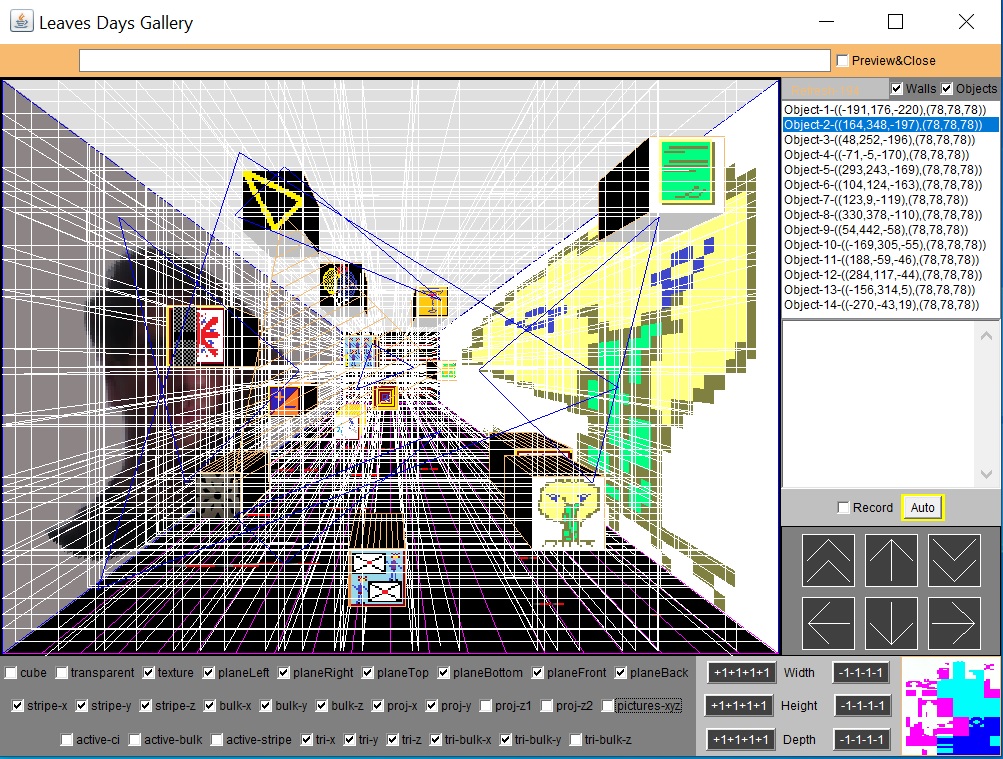 Leaves Days Gallery
Preview&Close
Walls Objects
Object-1-((-191,176,-220),(78,78,78))
Object-2-((164,348,-197),(78,78,78))
Object-3-((48,252,-196),(78,78,78))
Object-4-((-71,-5,-170),(78,78,78))
Object-5-((293,243,-169),(78,78,78))
Object-6-((104,124,-163),(78,78,78))
Object-7-((123,9,-119),(78,78,78))
Object-8-((330,378,-110),(78,78,78))
Object-9-((54,442,-58),(78,78,78))
Object-10-((-169,305,-55),(78,78,78))
Object-11-((188,-59,-46),(78,78,78))
Object-12-((284,117,-44),(78,78,78))
Object-13-((-156,314,5),(78,78,78))
Object-14-((-270,-43,19),(78,78,78))
Record Auto
cube transparent texture planeLeft planeRight planeTop planeBottom planeFront planeBack
stripe-x stripe-y stripe-z bulk-x bulk-y bulk-z proj-x proj-y proj-z1 proj-z2 pictures-xyz
active-ci active-bulk active-stripe tri-x tri-y tri-z tri-bulk-x tri-bulk-y tri-bulk-z
+1+1+1+1 Width -1-1-1-1
+1+1+1+1 Height -1-1-1-1
+1+1+1+1 Depth -1-1-1-1